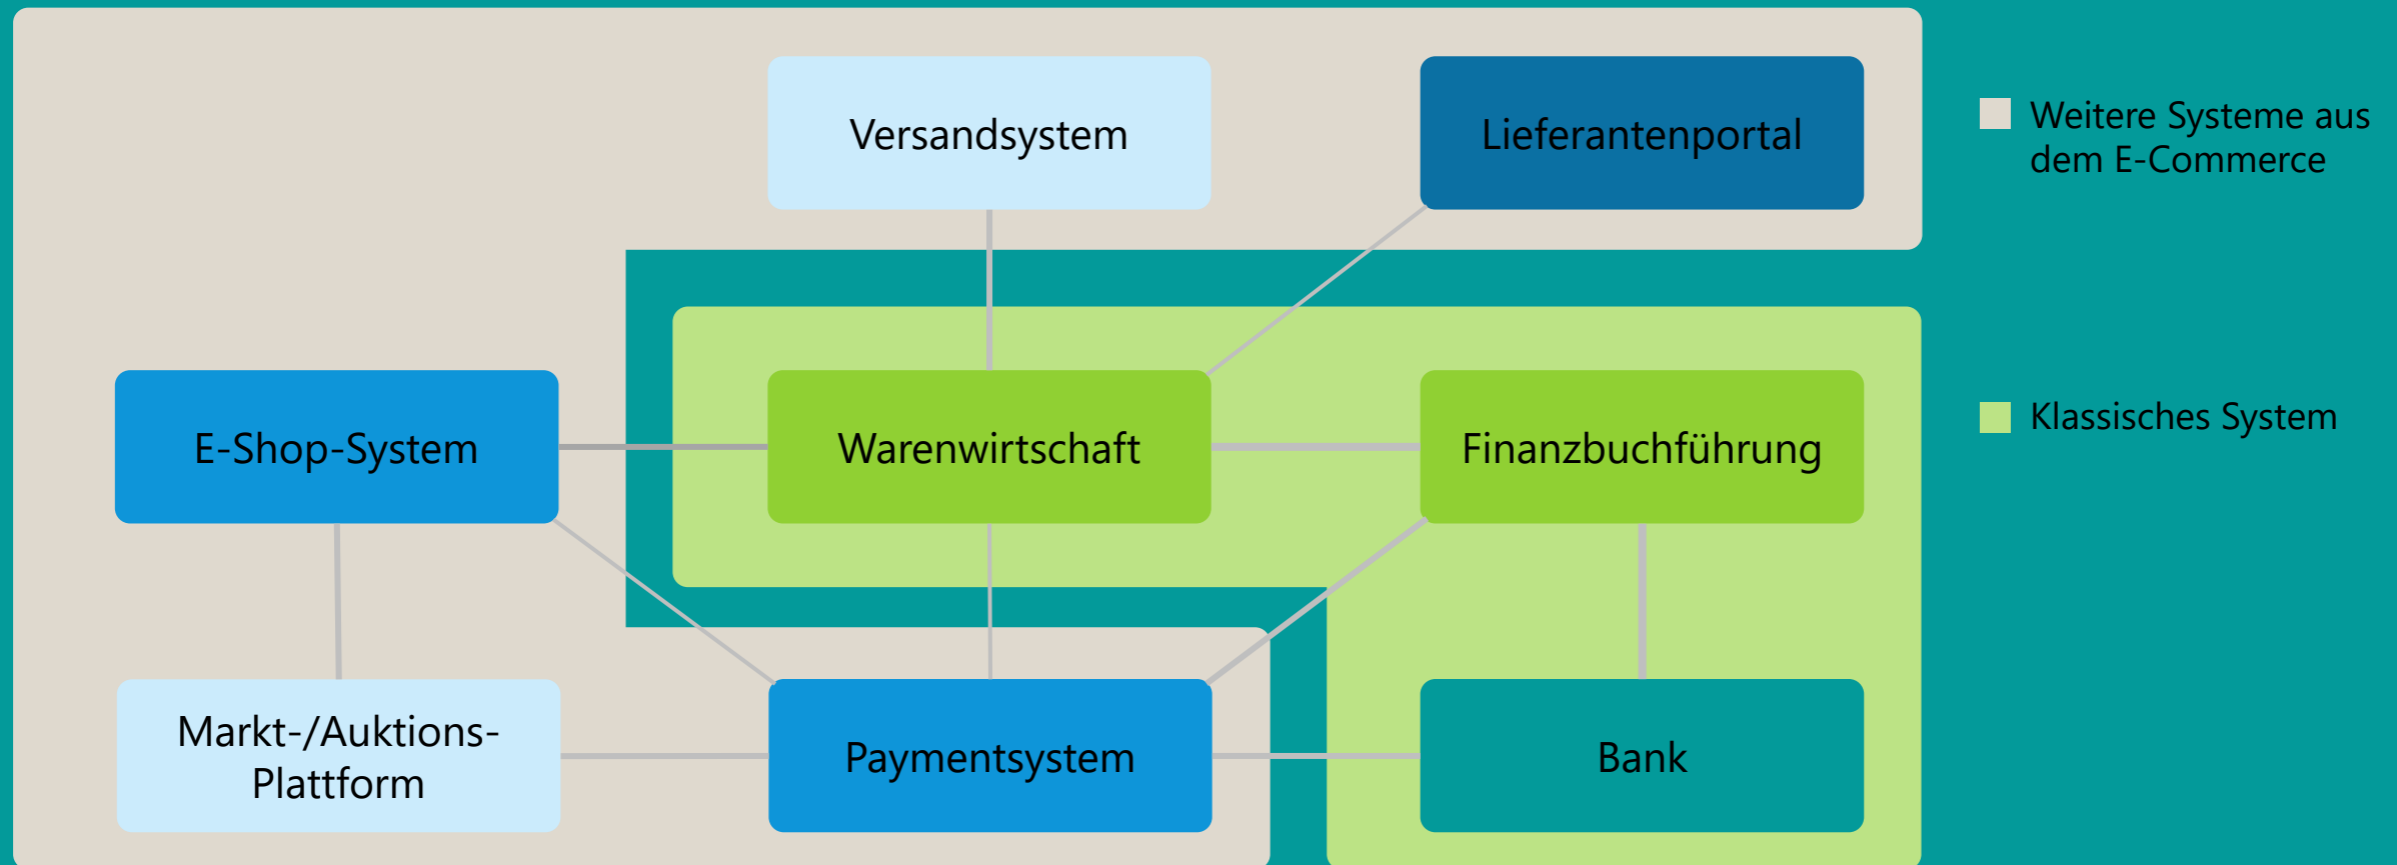 Versandsystem
Lieferantenportal
Weitere Systeme aus
dem E-Commerce
E-Shop-System
Warenwirtschaft
Finanzbuchführung
Klassisches System
Markt-/Auktions-
Plattform
Paymentsystem
Bank